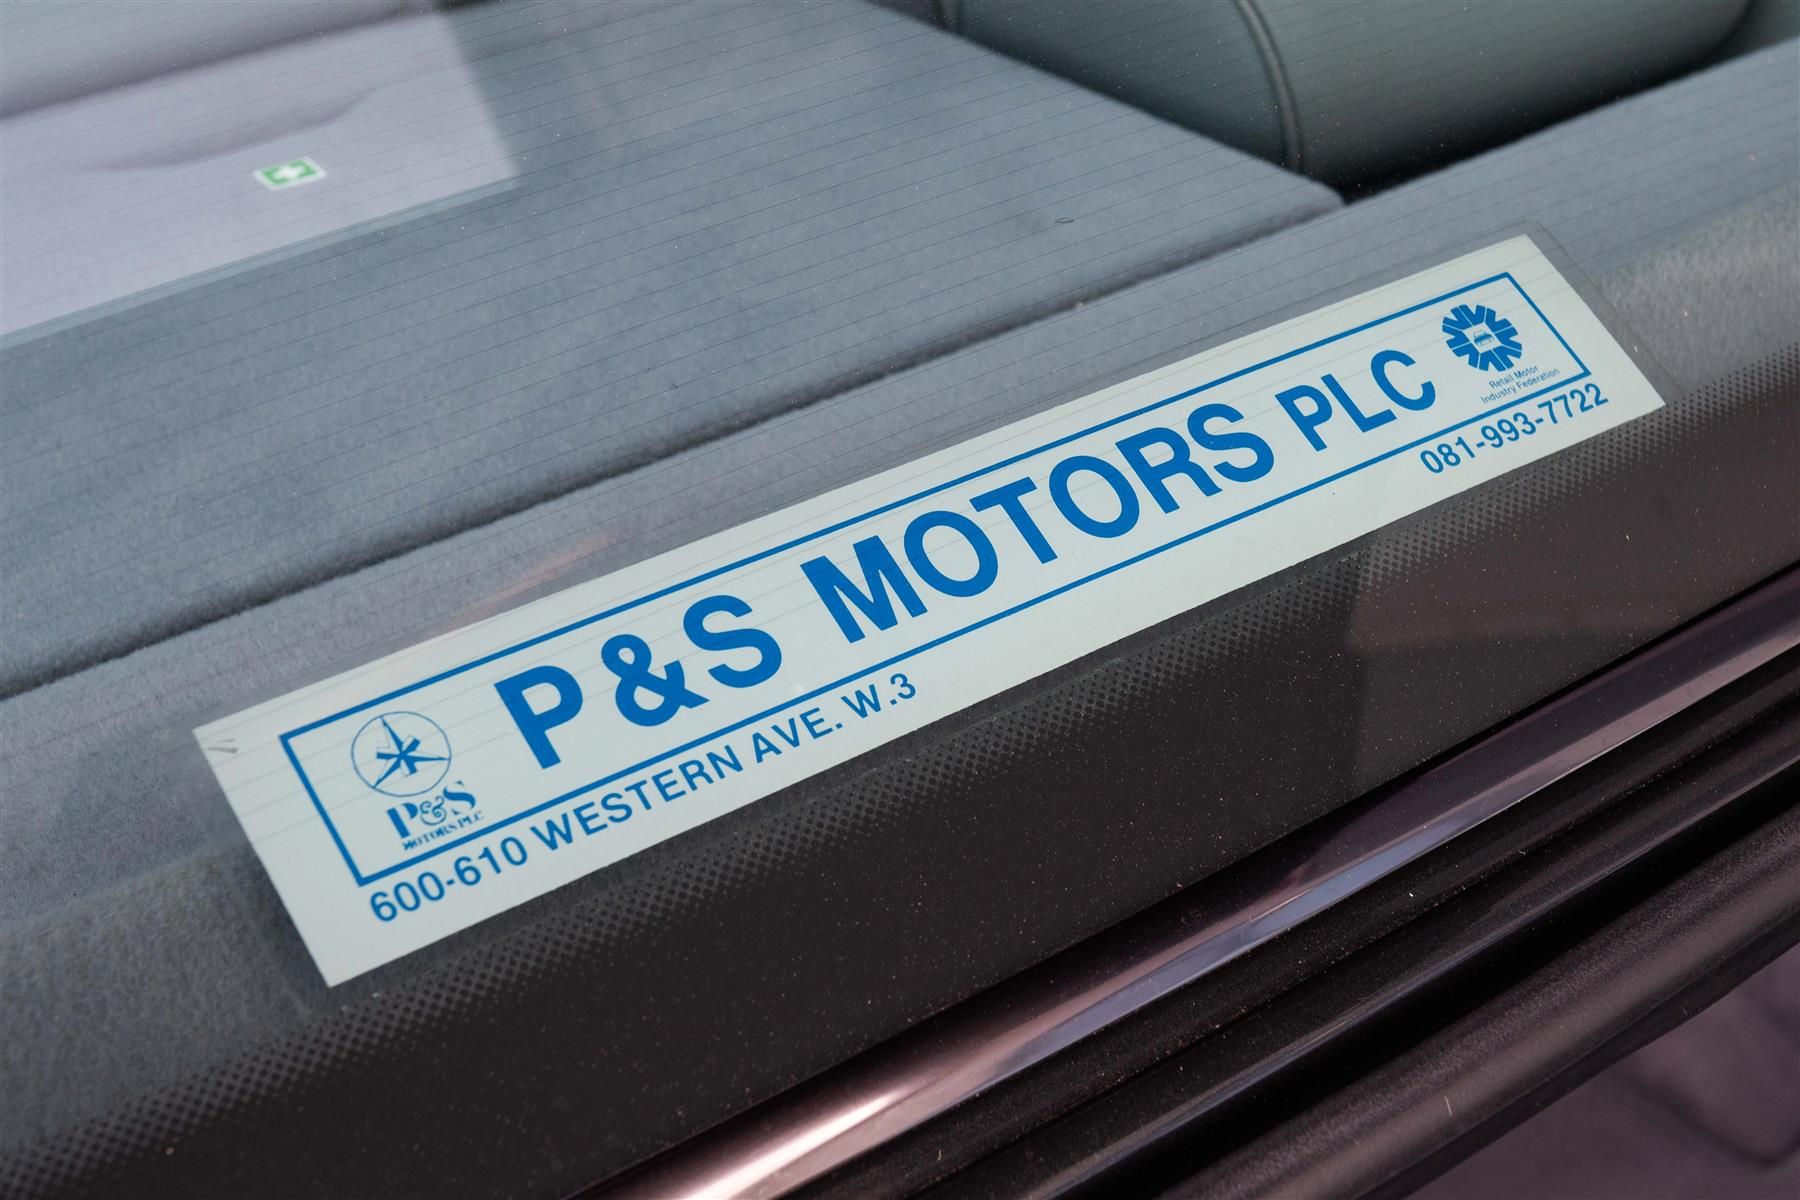 P&S MOTORS PLC
P&S
MOTORS PLC
Retail Motor
Industry Federation
600-610 WESTERN AVE. W.3
081-993-7722